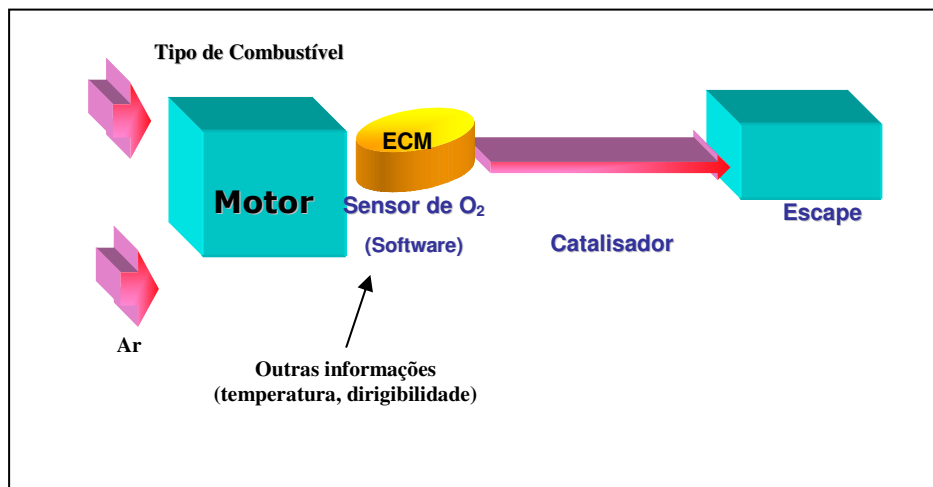 Tipo de Combustível
ECM
Motor
Sensor de O₂
(Software)
Catalisador
Escape
Ar
Outras informações
(temperatura, dirigibilidade)